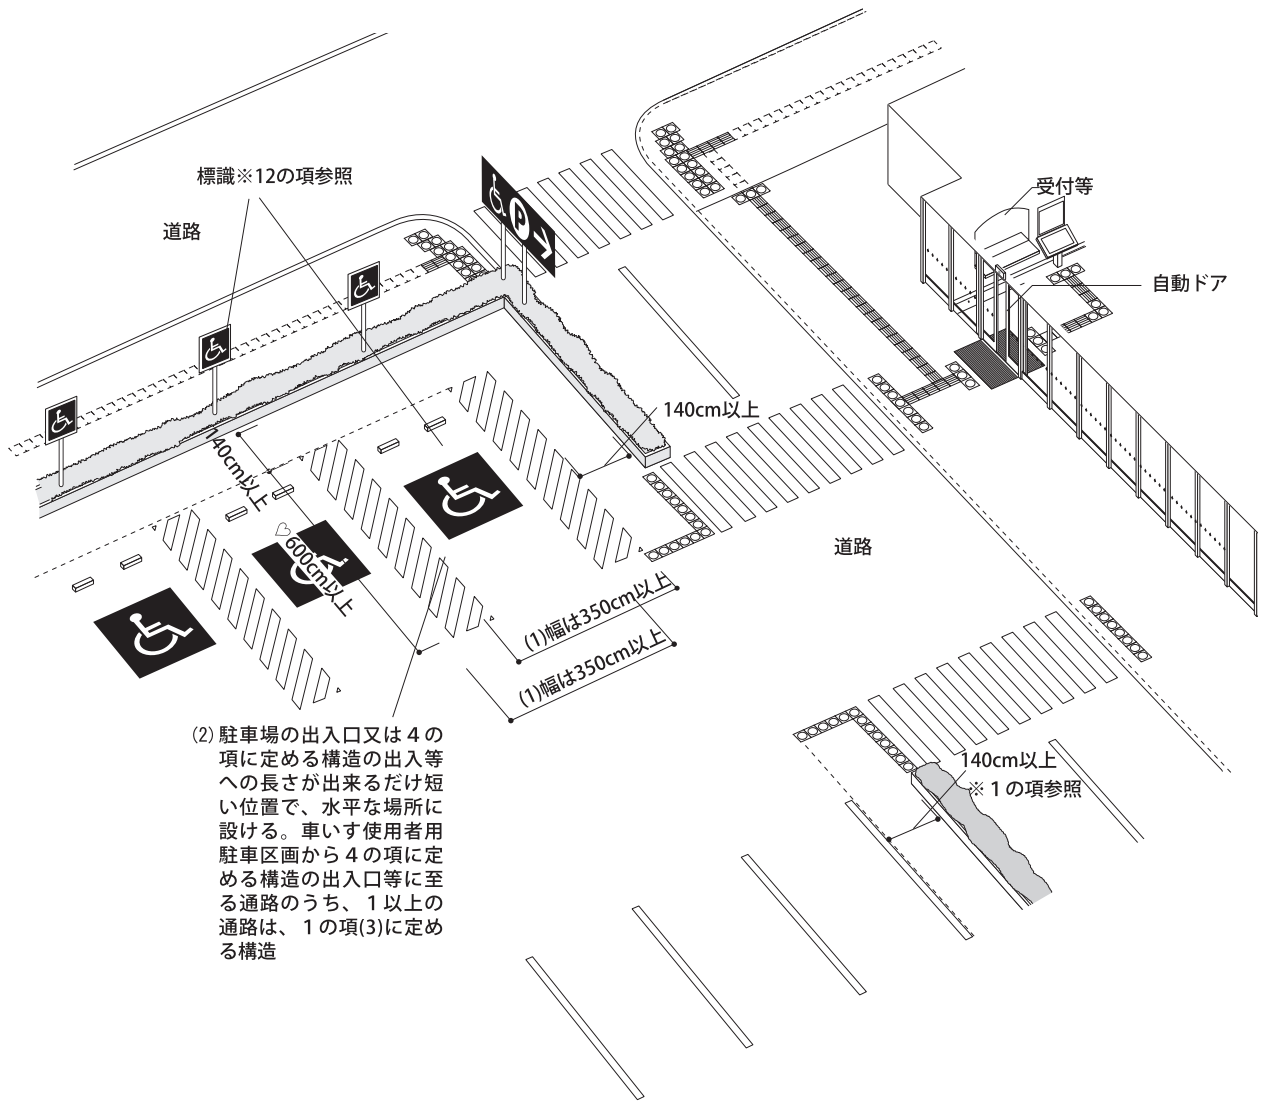 標識※12の項参照
道路
P
受付等
自動ドア
140cm以上
140cm以上
600cm以上
道路
(1)幅は350cm以上
(1)幅は350cm以上
(2)駐車場の出入口又は４の
項に定める構造の出入等
への長さが出来るだけ短
い位置で、水平な場所に
設ける。車いす使用者用
駐車区画から４の項に定
める構造の出入口等に至
る通路のうち、１以上の
通路は、１の項(3)に定め
る構造
140cm以上
※１の項参照